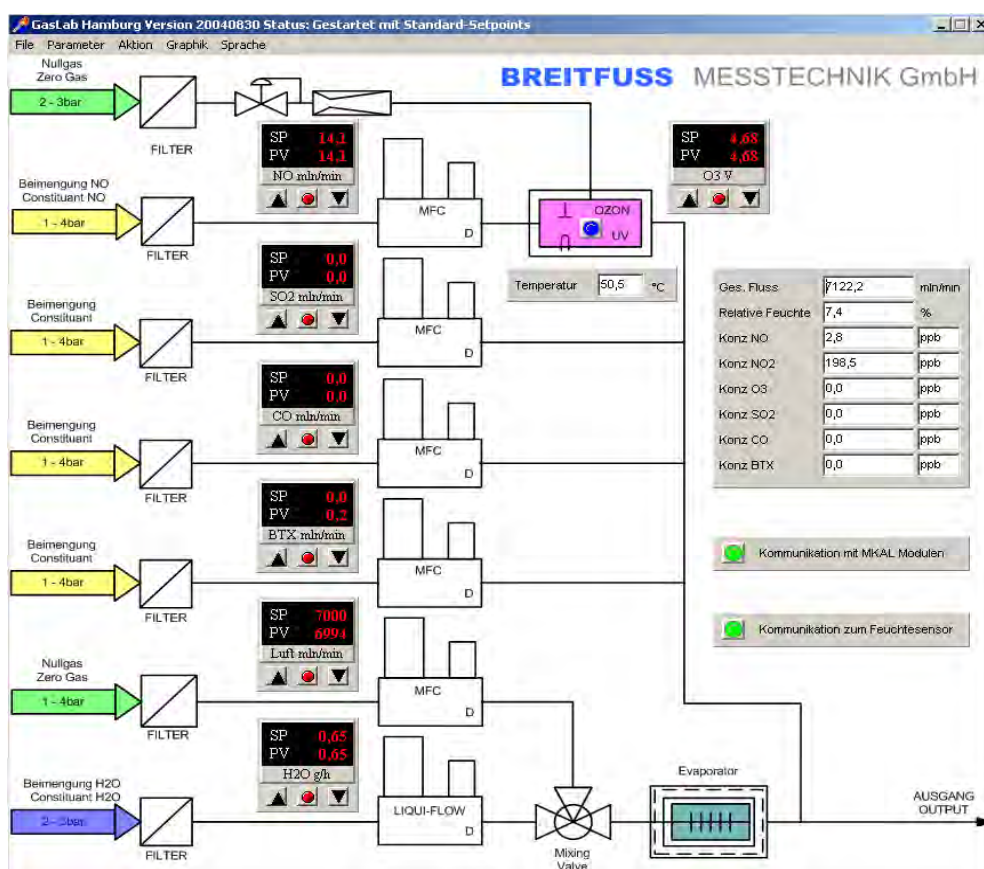 GasLab Hamburg Version 20040830 Status: Gestartet mit Standard-Setpoints
File Parameter Aktion Graphik Sprache
BREITFUSS MESSTECHNIK GmbH
Nullgas
Zero Gas
2 - 3bar
FILTER
SP 14,1
PV 14,1
NO mln/min
SP 4,68
PV 4,68
O3 V
Beimengung NO
Constituant NO
1 - 4bar
FILTER
MFC
D
OZON
UV
Temperatur 50,5 °C
SP 0,0
PV 0,0
SO2 mln/min
Beimengung
Constituant
1 - 4bar
FILTER
MFC
D
Ges. Fluss 7122,2 mln/min
Relative Feuchte 7,4 %
Konz NO 2,8 ppb
Konz NO2 198,5 ppb
Konz O3 0,0 ppb
Konz SO2 0,0 ppb
Konz CO 0,0 ppb
Konz BTX 0,0 ppb
SP 0,0
PV 0,0
CO mln/min
Beimengung
Constituant
1 - 4bar
FILTER
MFC
D
SP 0,0
PV 0,2
BTX mln/min
Beimengung
Constituant
1 - 4bar
FILTER
MFC
D
Kommunikation mit MKAL Modulen
Kommunikation zum Feuchtesensor
SP 7000
PV 6994
Luft mln/min
Nullgas
Zero Gas
1 - 4bar
FILTER
MFC
D
SP 0,65
PV 0,65
H2O g/h
Beimengung H2O
Constituant H2O
2 - 3bar
FILTER
LIQUI-FLOW
D
Mixing
Valve
Evaporator
AUSGANG
OUTPUT